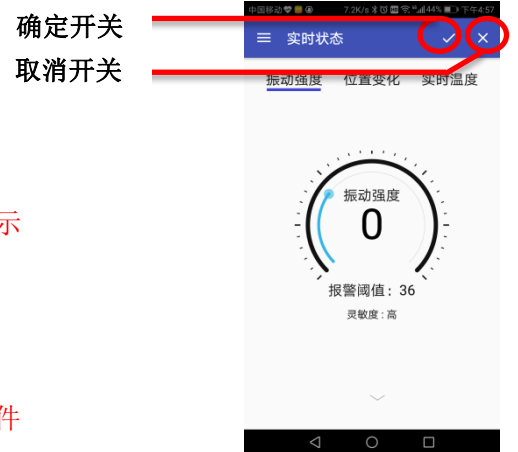 中国移动 7.2K/s 44% 下午4:57
确定开关
实时状态
取消开关
振动强度 位置变化 实时温度
振动强度
0
示
报警阈值：36
灵敏度：高
件